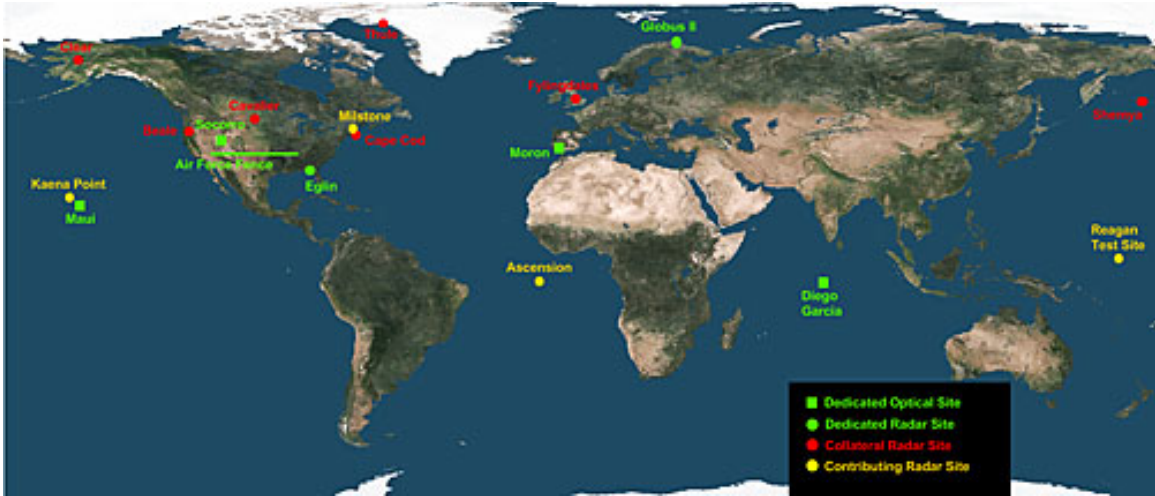 Globus II
Thule
Clear
Fylingdales
Cavalier
Milstone
Shemya
Socorro
Beale
Cape Cod
Moron
Air Force Fence
Eglin
Kaena Point
Maui
Reagan
Test Site
Ascension
Diego
Garcia
Dedicated Optical Site
Dedicated Radar Site
Collateral Radar Site
Contributing Radar Site